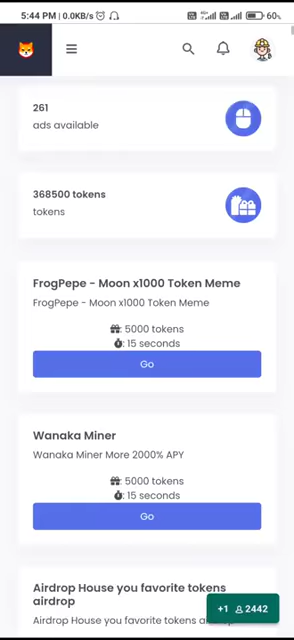 5:44 PM | 0.0KB/s
60%
261
ads available
368500 tokens
tokens
FrogPepe - Moon x1000 Token Meme
FrogPepe - Moon x1000 Token Meme
: 5000 tokens
: 15 seconds
Go
Wanaka Miner
Wanaka Miner More 2000% APY
: 5000 tokens
: 15 seconds
Go
Airdrop House you favorite tokens
airdrop
Airdrop House you favorite tokens
+1 2442